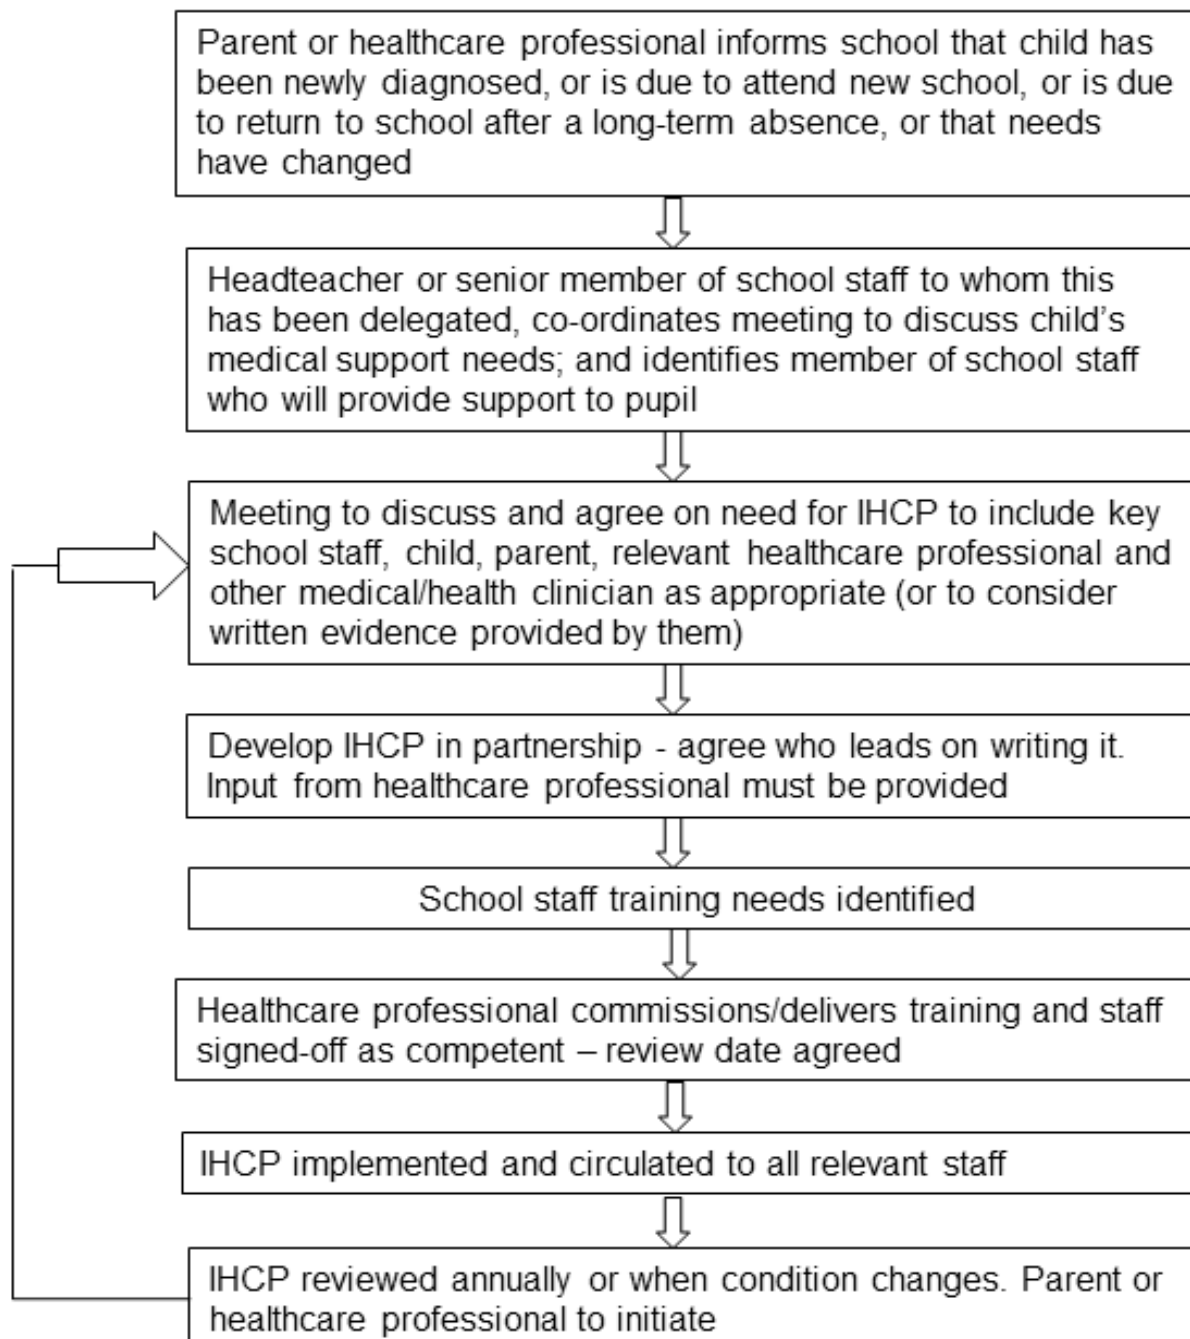 Parent or healthcare professional informs school that child has
been newly diagnosed, or is due to attend new school, or is due
to return to school after a long-term absence, or that needs
have changed
Headteacher or senior member of school staff to whom this
has been delegated, co-ordinates meeting to discuss child's
medical support needs; and identifies member of school staff
who will provide support to pupil
Meeting to discuss and agree on need for IHCP to include key
school staff, child, parent, relevant healthcare professional and
other medical/health clinician as appropriate (or to consider
written evidence provided by them)
Develop IHCP in partnership - agree who leads on writing it.
Input from healthcare professional must be provided
School staff training needs identified
Healthcare professional commissions/delivers training and staff
signed-off as competent – review date agreed
IHCP implemented and circulated to all relevant staff
IHCP reviewed annually or when condition changes. Parent or
healthcare professional to initiate